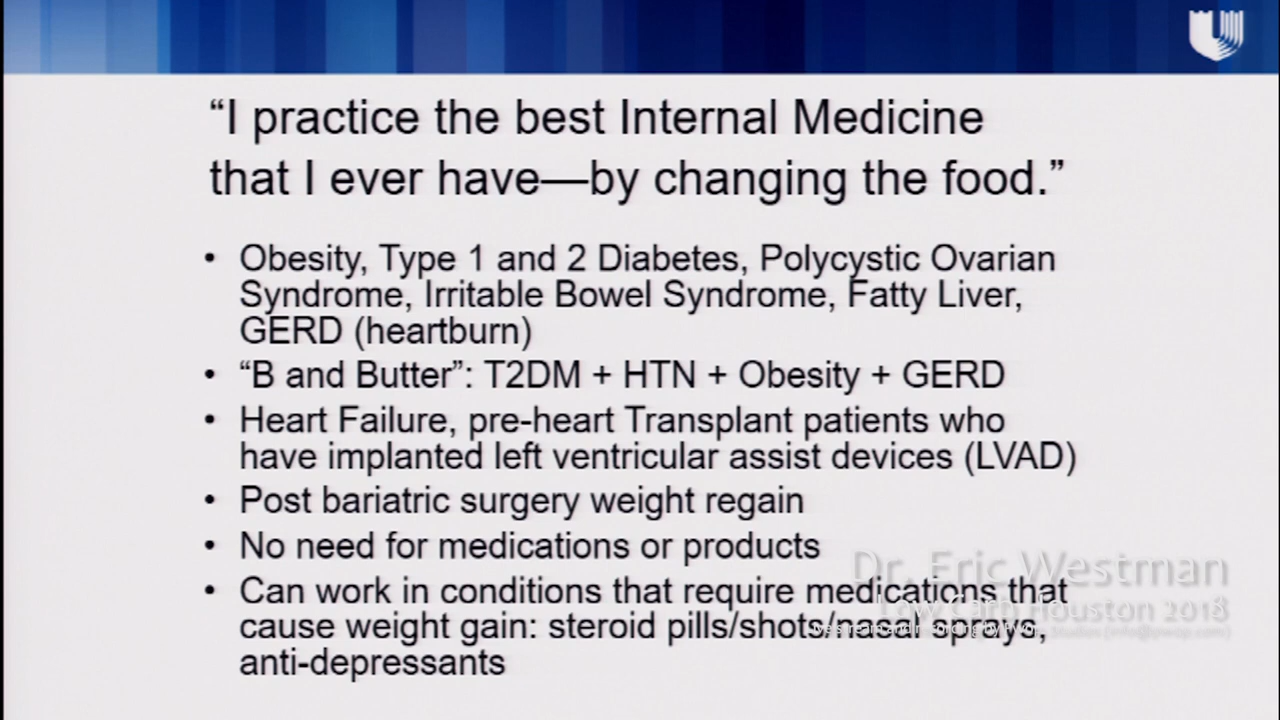 “I practice the best Internal Medicine
that I ever have—by changing the food.”
• Obesity, Type 1 and 2 Diabetes, Polycystic Ovarian
Syndrome, Irritable Bowel Syndrome, Fatty Liver,
GERD (heartburn)
• “B and Butter”: T2DM + HTN + Obesity + GERD
• Heart Failure, pre-heart Transplant patients who
have implanted left ventricular assist devices (LVAD)
• Post bariatric surgery weight regain
• No need for medications or products
Dr. Eric Westman
• Can work in conditions that require medications that
Low Carb Houston 2018
cause weight gain: steroid pills/shots/nasal sprays,
anti-depressants